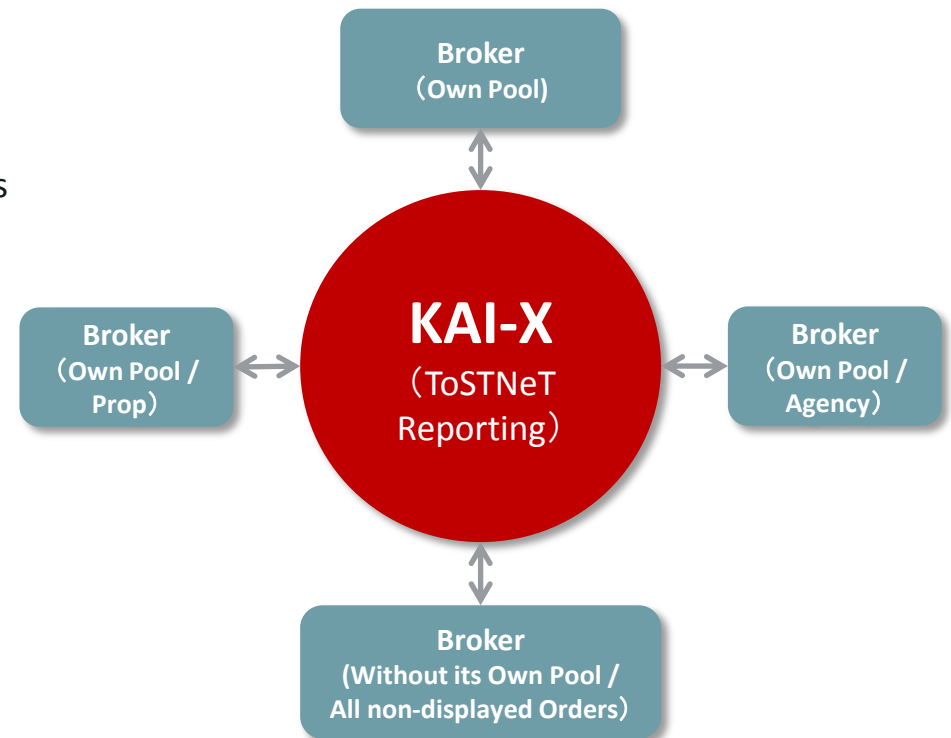 Broker
（Own Pool)
s
Broker
（Own Pool /
Prop）
KAI-X
（ToSTNeT
Reporting）
Broker
（Own Pool /
Agency）
Broker
(Without its Own Pool /
All non-displayed Orders）